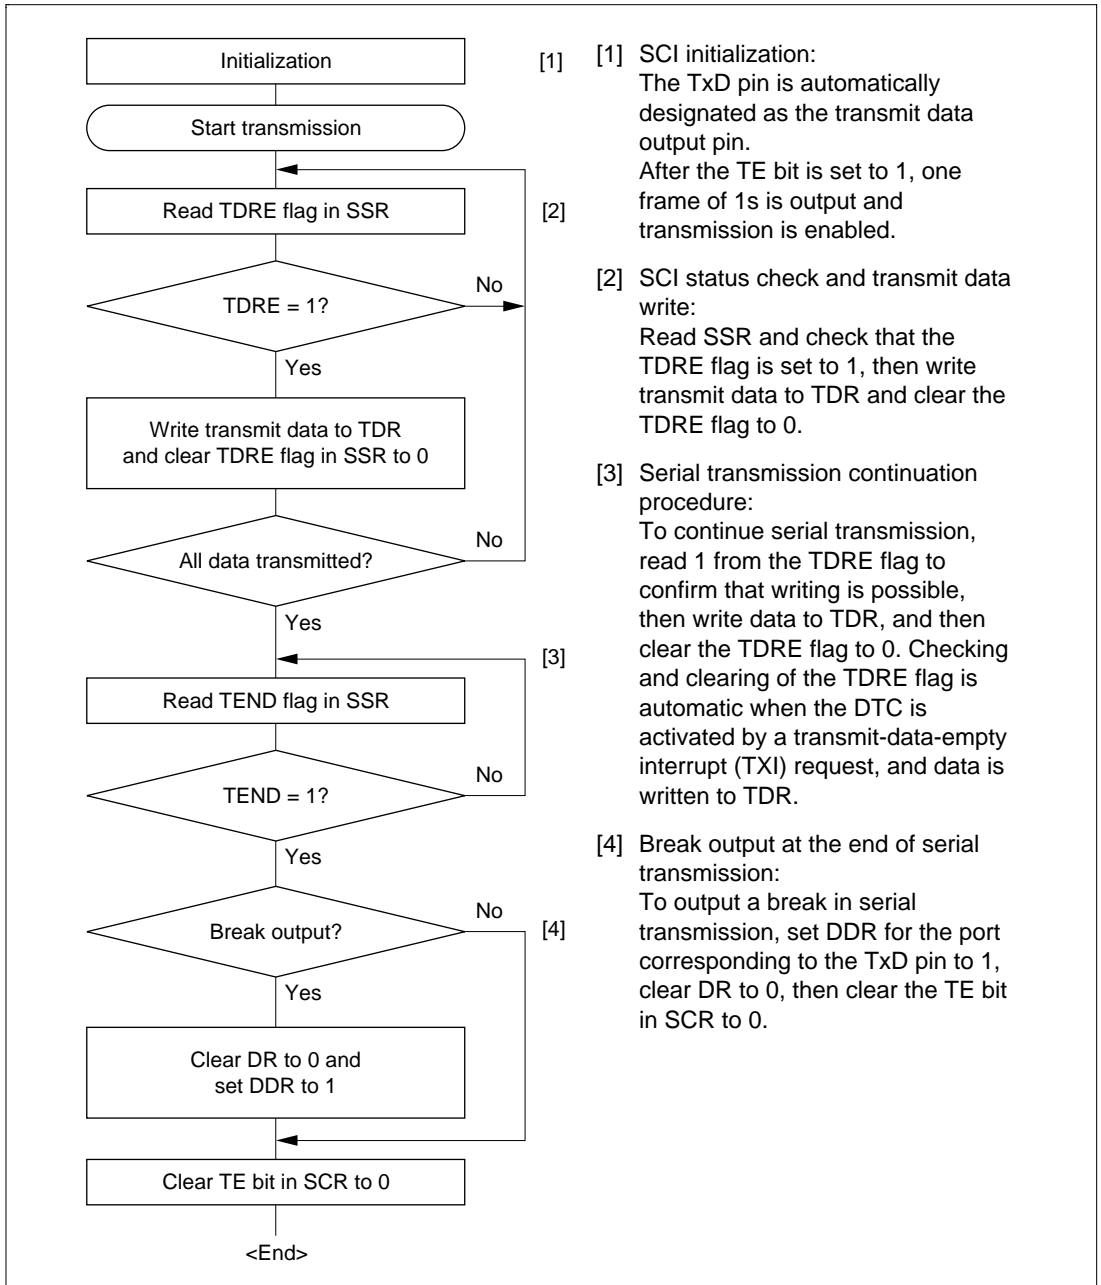 Initialization
[1]
Start transmission
Read TDRE flag in SSR
[2]
No
TDRE = 1?
Yes
Write transmit data to TDR
and clear TDRE flag in SSR to 0
No
All data transmitted?
Yes
[3]
Read TEND flag in SSR
No
TEND = 1?
Yes
No
[4]
Break output?
Yes
Clear DR to 0 and
set DDR to 1
Clear TE bit in SCR to 0
<End>
[1] SCI initialization:
The TxD pin is automatically
designated as the transmit data
output pin.
After the TE bit is set to 1, one
frame of 1s is output and
transmission is enabled.
[2] SCI status check and transmit data
write:
Read SSR and check that the
TDRE flag is set to 1, then write
transmit data to TDR and clear the
TDRE flag to 0.
[3] Serial transmission continuation
procedure:
To continue serial transmission,
read 1 from the TDRE flag to
confirm that writing is possible,
then write data to TDR, and then
clear the TDRE flag to 0. Checking
and clearing of the TDRE flag is
automatic when the DTC is
activated by a transmit-data-empty
interrupt (TXI) request, and data is
written to TDR.
[4] Break output at the end of serial
transmission:
To output a break in serial
transmission, set DDR for the port
corresponding to the TxD pin to 1,
clear DR to 0, then clear the TE bit
in SCR to 0.